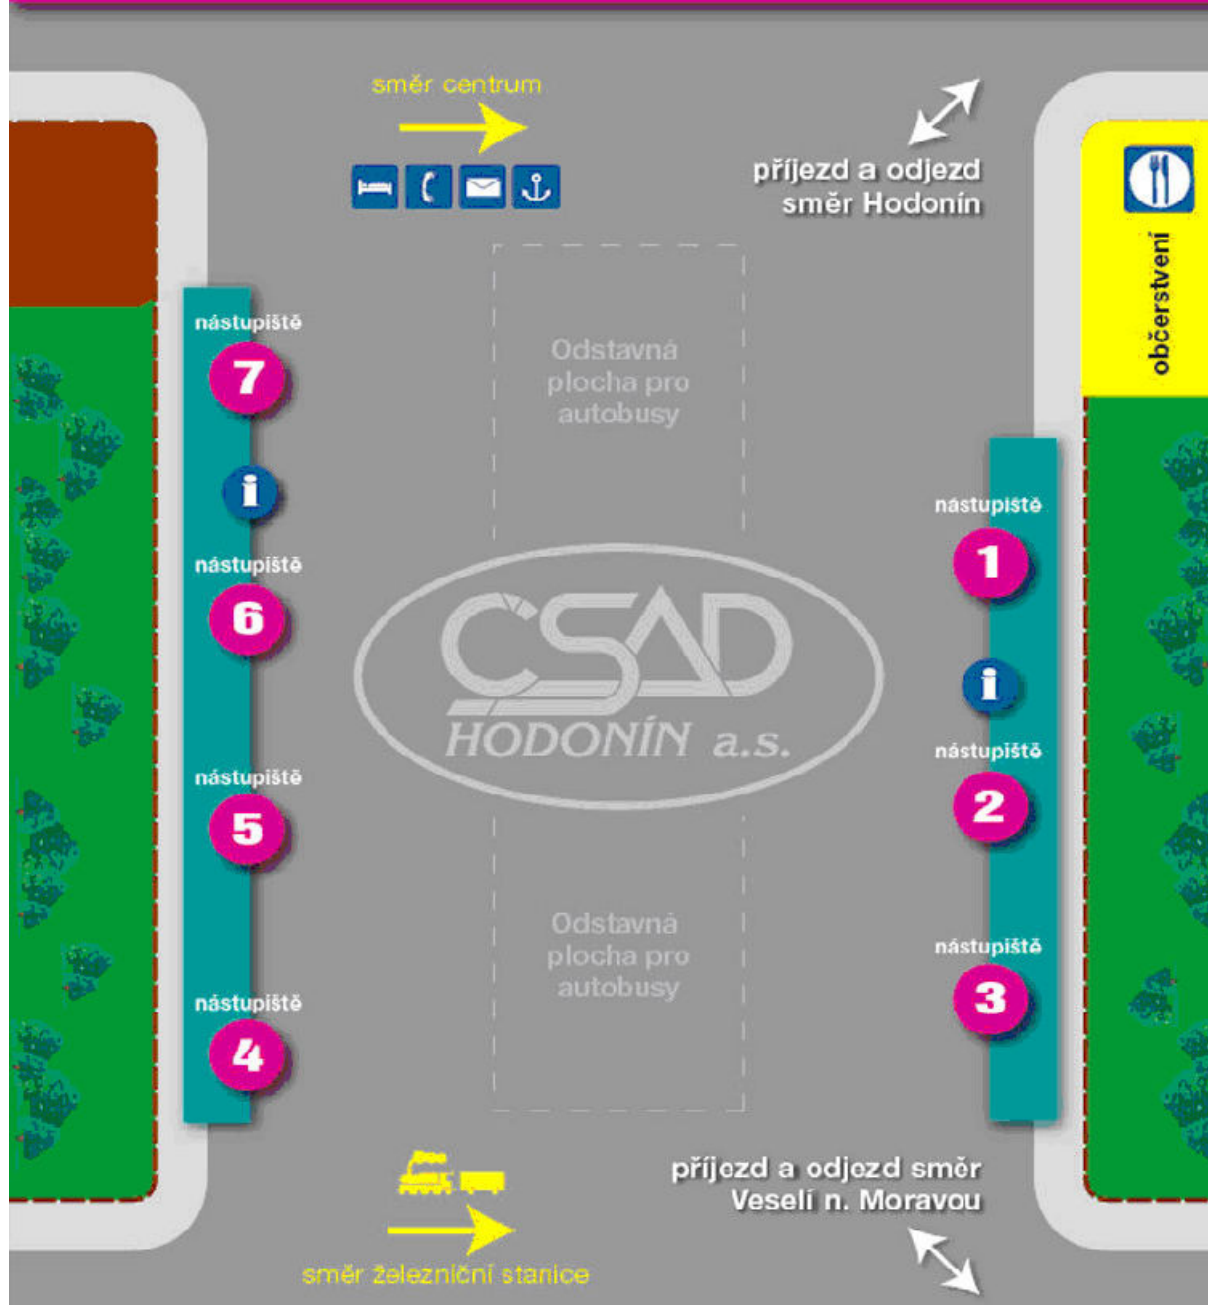 směr centrum
příjezd a odjezd
směr Hodonín
občerstvení
nástupiště
7
Odstavná
plocha pro
autobusy
i
nástupiště
1
nástupiště
6
ČSAD
HODONÍN a.s.
i
nástupiště
2
nástupiště
5
Odstavná
plocha pro
autobusy
nástupiště
3
nástupiště
4
příjezd a odjezd směr
Veselí n. Moravou
směr železniční stanice